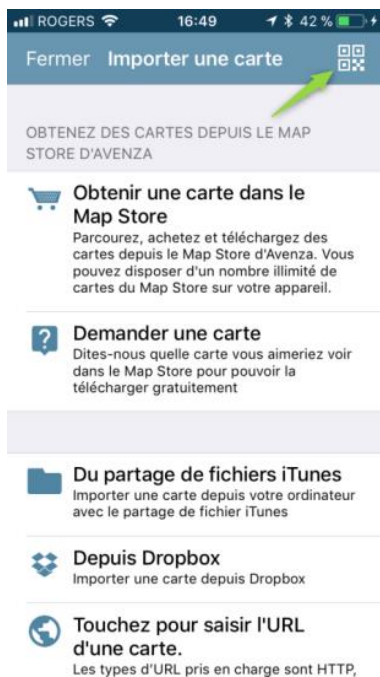 ROGERS 16:49 42 %
Fermer Importer une carte
OBTENEZ DES CARTES DEPUIS LE MAP
STORE D'AVENZA
Obtenir une carte dans le
Map Store
Parcourez, achetez et téléchargez des
cartes depuis le Map Store d'Avenza. Vous
pouvez disposer d'un nombre illimité de
cartes du Map Store sur votre appareil.
Demander une carte
Dites-nous quelle carte vous aimeriez voir
dans le Map Store pour pouvoir la
télécharger gratuitement
Du partage de fichiers iTunes
Importer une carte depuis votre ordinateur
avec le partage de fichier iTunes
Depuis Dropbox
Importer une carte depuis Dropbox
Touchez pour saisir l'URL
d'une carte.
Les types d'URL pris en charge sont HTTP,